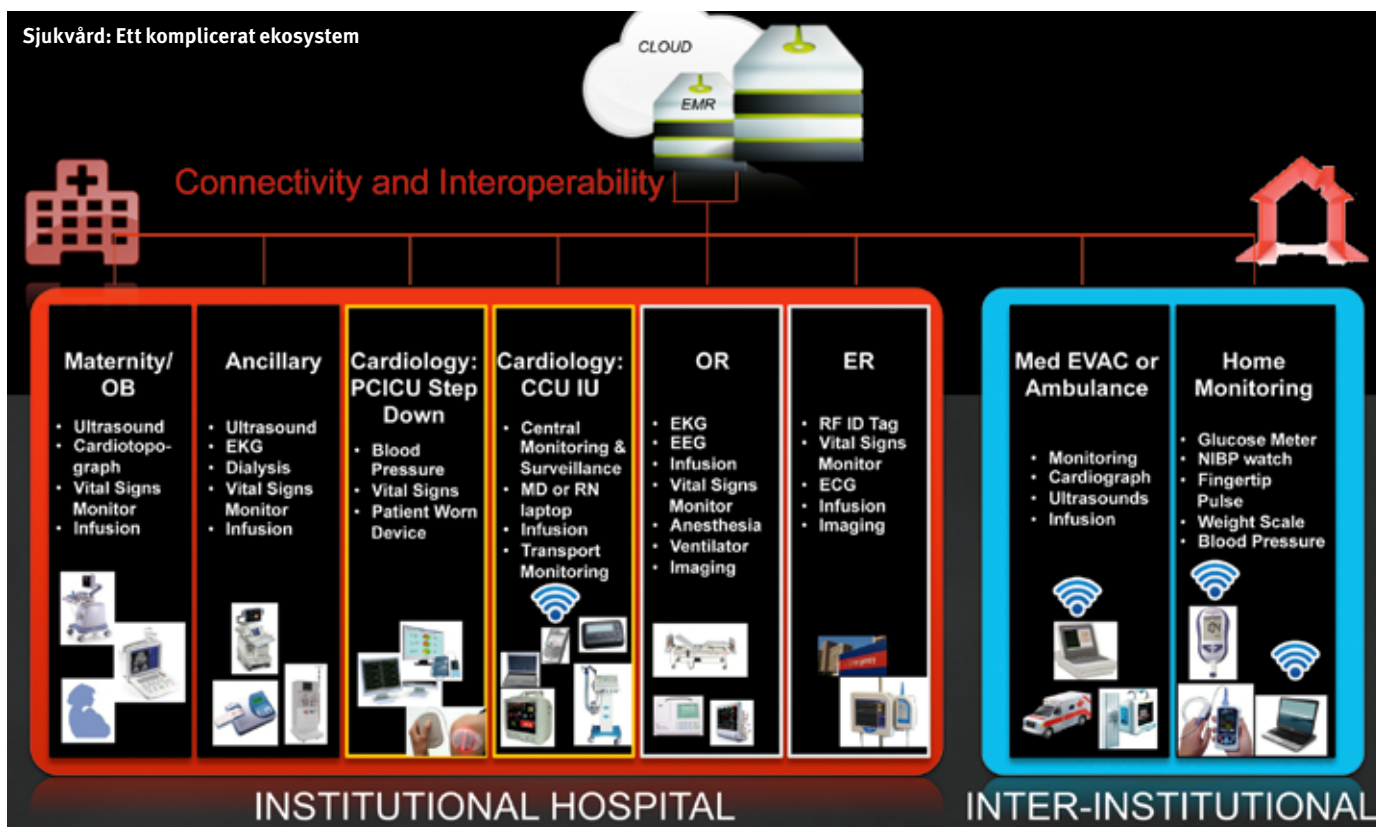 Sjukvård: Ett komplicerat ekosystem
CLOUD
EMR
Connectivity and Interoperability
Maternity/
OB
• Ultrasound
• Cardiotopo-
graph
• Vital Signs
Monitor
• Infusion
Ancillary
• Ultrasound
• EKG
• Dialysis
• Vital Signs
Monitor
• Infusion
Cardiology:
PCICU Step
Down
• Blood
Pressure
• Vital Signs
• Patient Worn
Device
Cardiology:
CCU IU
• Central
Monitoring &
Surveillance
• MD or RN
laptop
• Infusion
• Transport
Monitoring
OR
• EKG
• EEG
• Infusion
• Vital Signs
Monitor
• Anesthesia
• Ventilator
• Imaging
ER
• RF ID Tag
• Vital Signs
Monitor
• ECG
• Infusion
• Imaging
Emergency
Med EVAC or
Ambulance
• Monitoring
• Cardiograph
• Ultrasounds
• Infusion
Home
Monitoring
• Glucose Meter
• NIBP watch
• Fingertip
Pulse
• Weight Scale
• Blood Pressure
INSTITUTIONAL HOSPITAL
INTER-INSTITUTIONAL